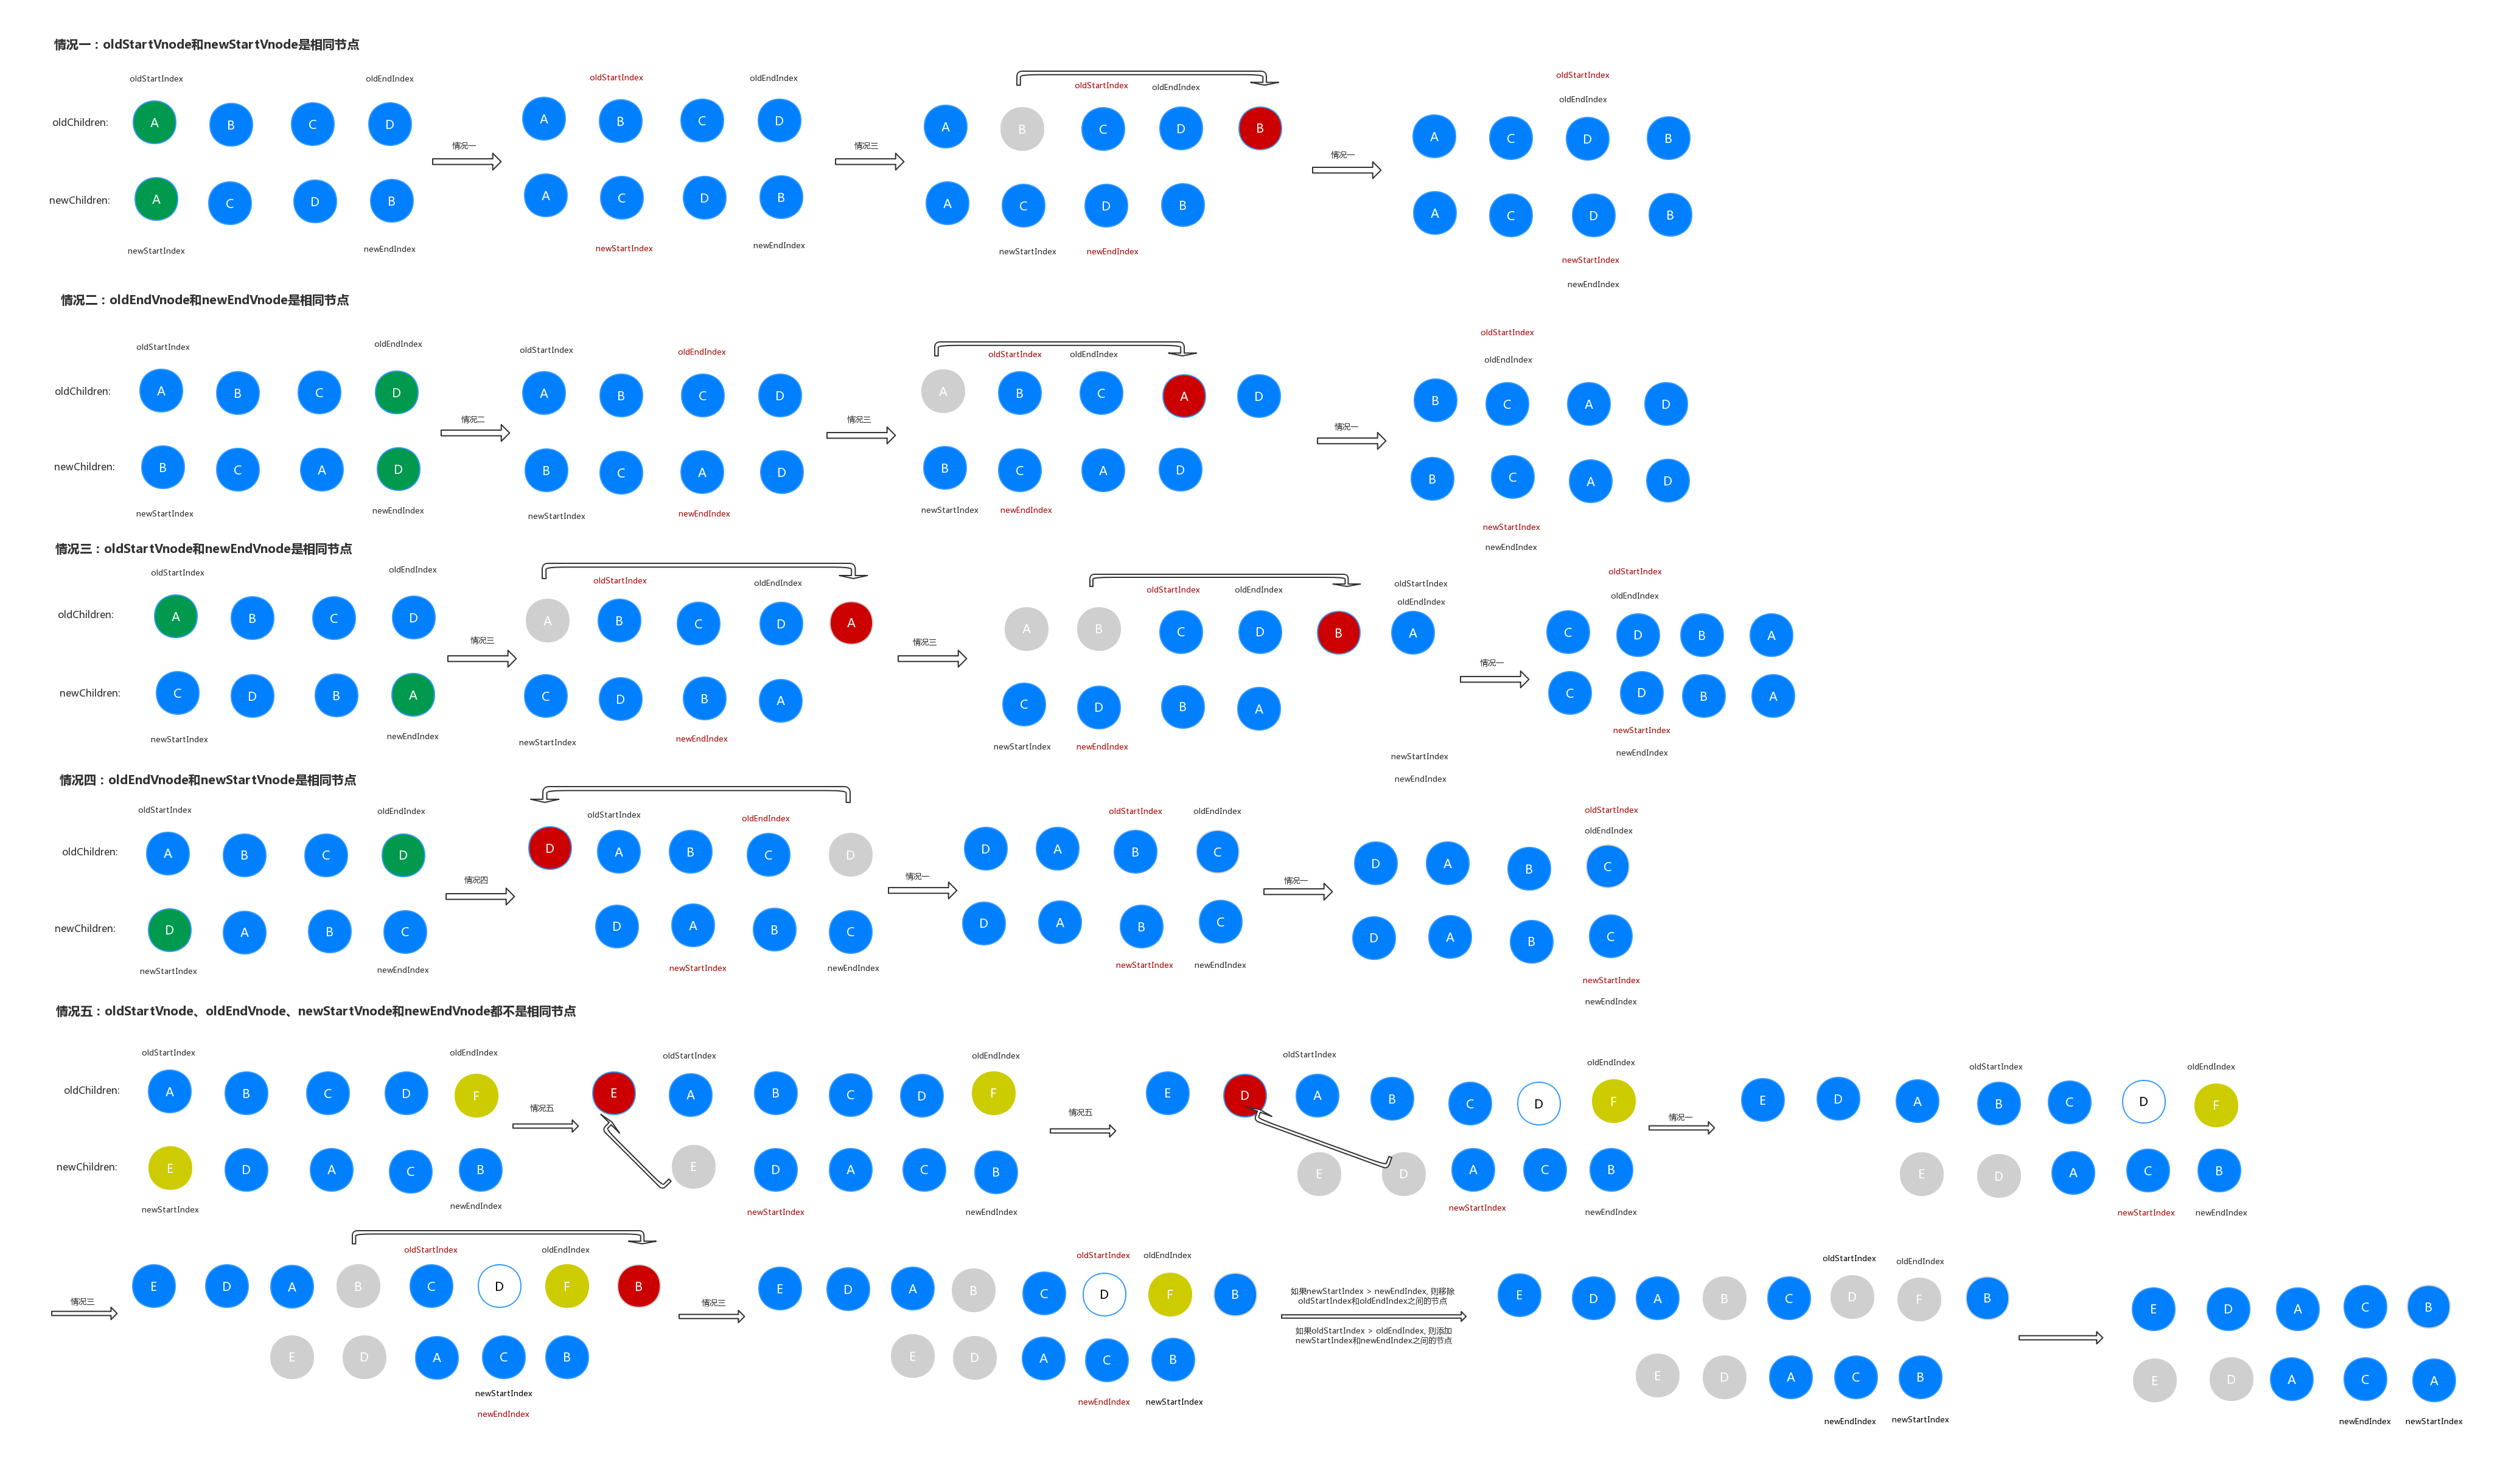 情况一：oldStartVnode和newStartVnode是相同节点
oldStartIndex oldEndIndex oldStartIndex oldEndIndex oldStartIndex oldEndIndex oldStartIndex
oldEndIndex
oldChildren: A B C D A B C D A B C D B A C D B
情况一 情况三 情况一
newChildren: A C D B A C D B A C D B A C D B
newStartIndex newEndIndex newStartIndex newEndIndex newStartIndex newEndIndex newStartIndex
newEndIndex
情况二：oldEndVnode和newEndVnode是相同节点
oldStartIndex oldEndIndex oldStartIndex oldEndIndex oldStartIndex oldEndIndex oldStartIndex
oldEndIndex
oldChildren: A B C D A B C D A B C A D B C A D
情况二 情况三 情况一
newChildren: B C A D B C A D B C A D B C A D
newStartIndex newEndIndex newStartIndex newEndIndex newStartIndex newEndIndex newStartIndex
newEndIndex
情况三：oldStartVnode和newEndVnode是相同节点
oldStartIndex oldEndIndex oldStartIndex oldEndIndex oldStartIndex oldEndIndex oldStartIndex oldStartIndex
oldEndIndex oldEndIndex
oldChildren: A B C D A B C D A A B C D B A C D B A
情况三 情况三 情况一
newChildren: C D B A C D B A C D B A C D B A
newStartIndex newEndIndex newStartIndex newEndIndex newStartIndex newEndIndex newStartIndex newStartIndex
newEndIndex newEndIndex
情况四：oldEndVnode和newStartVnode是相同节点
oldStartIndex oldEndIndex oldStartIndex oldEndIndex oldStartIndex oldEndIndex oldStartIndex
oldEndIndex
oldChildren: A B C D D A B C D D A B C D A B C
情况四 情况一 情况一
newChildren: D A B C D A B C D A B C D A B C
newStartIndex newEndIndex newStartIndex newEndIndex newStartIndex newEndIndex newStartIndex
newEndIndex
情况五：oldStartVnode、oldEndVnode、newStartVnode和newEndVnode都不是相同节点
oldStartIndex oldEndIndex oldStartIndex oldEndIndex oldStartIndex oldEndIndex oldStartIndex oldEndIndex
oldChildren: A B C D F E A B C D F E D A B C D F E D A B C D F
情况五 情况五 情况一
newChildren: E D A C B E D A C B E D A C B E D A C B
newStartIndex newEndIndex newStartIndex newEndIndex newStartIndex newEndIndex newStartIndex newEndIndex
oldStartIndex oldEndIndex oldStartIndex oldEndIndex oldStartIndex oldEndIndex
E D A B C D F B E D A B C D F B E D A B C D F B E D A C B
情况三 情况三
如果newStartIndex > newEndIndex, 则移除
oldStartIndex和oldEndIndex之间的节点
如果oldStartIndex > oldEndIndex, 则添加
newStartIndex和newEndIndex之间的节点
E D A C B E D A C B E D A C B E D A C A
newStartIndex newEndIndex newStartIndex newEndIndex newStartIndex newEndIndex newStartIndex
newEndIndex